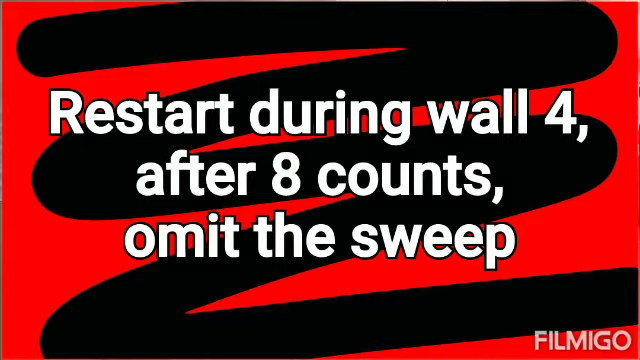 Restart during wall 4,
after 8 counts,
omit the sweep
FILMIGO